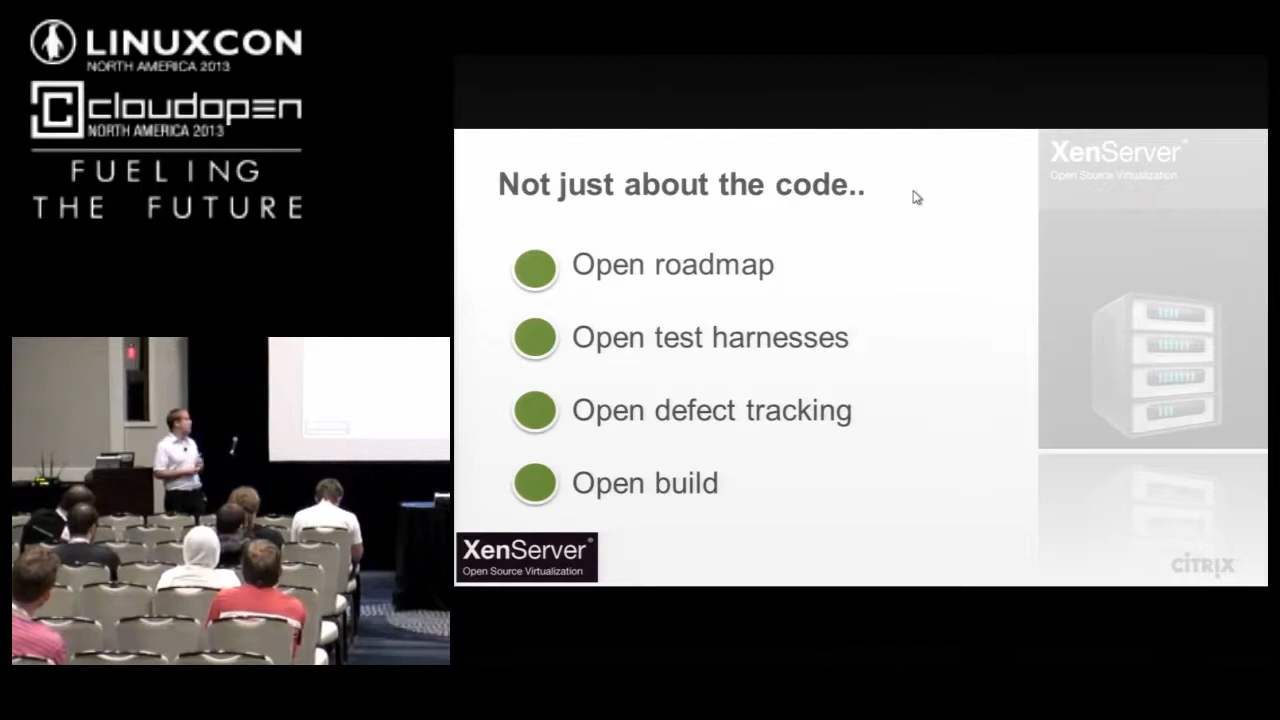 LINUXCON
NORTH AMERICA 2013
cloudopen
NORTH AMERICA 2013
FUELING
THE FUTURE
Not just about the code..
Open roadmap
Open test harnesses
Open defect tracking
Open build
XenServer®
Open Source Virtualization
XenServer®
Open Source Virtualization
CITRIX